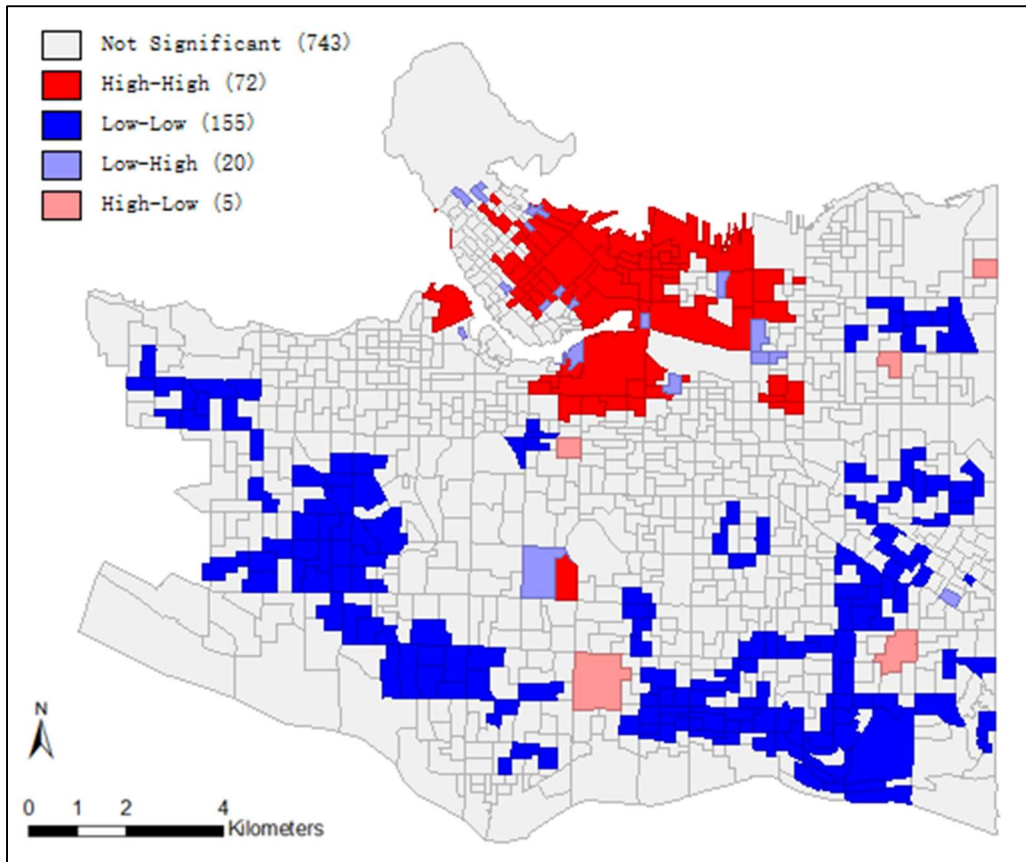 Not Significant (743)
High-High (72)
Low-Low (155)
Low-High (20)
High-Low (5)
N
0 1 2 4
Kilometers